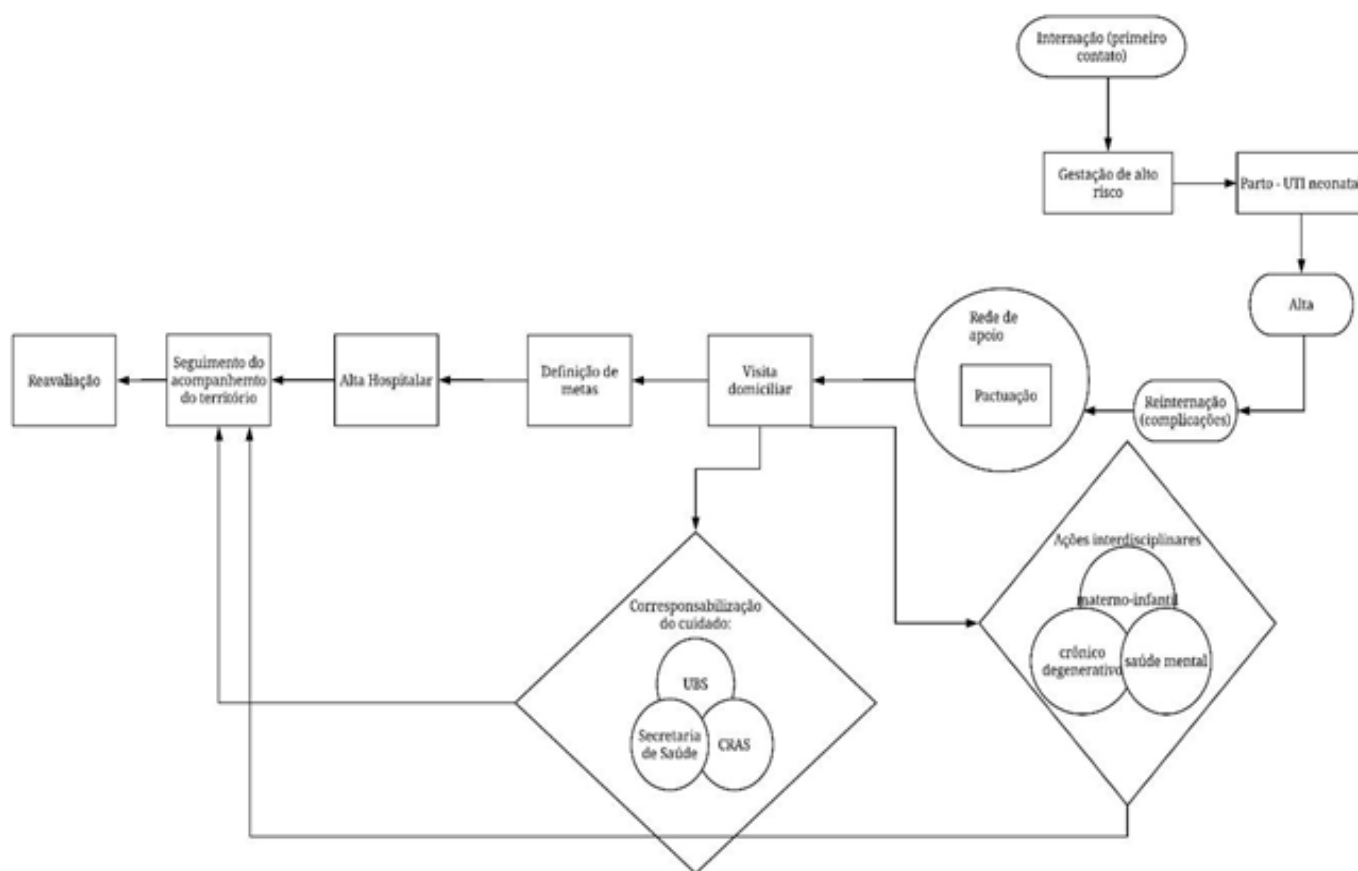 Internação (primeiro
contato)
Gestação de alto
risco
Parto - UTI neonatal
Alta
Reinternação
(complicações)
Rede de
apoio
Pactuação
Visita
domiciliar
Definição de
metas
Alta Hospitalar
Seguimento do
acompanhemto
do território
Reavaliação
Corresponsabilização
do cuidado:
UBS
Secretaria
de Saúde
CRAS
Ações interdisciplinares
materno-infantil
crônico
degenerativo
saúde mental